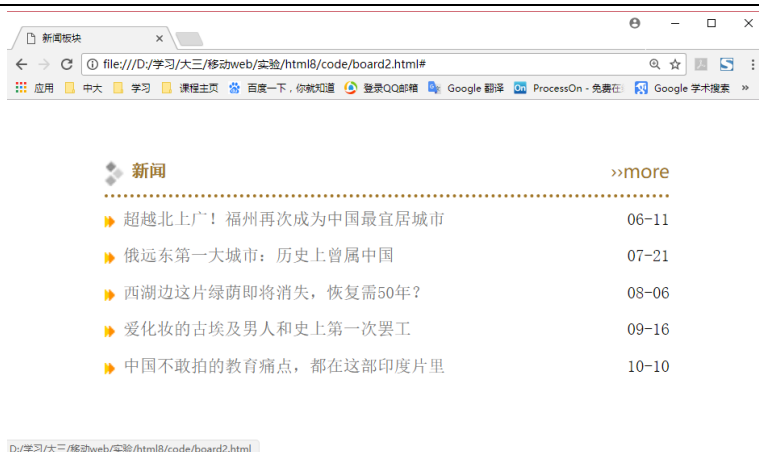 新闻板块
file:///D:/学习/大三/移动web/实验/html8/code/board2.html#
应用 中大 学习 课程主页 百度一下，你就知道 登录QQ邮箱 Google 翻译 On ProcessOn - 免费在 Google 学术搜索 »
新闻 ››more
超越北上广！福州再次成为中国最宜居城市 06-11
俄远东第一大城市：历史上曾属中国 07-21
西湖边这片绿荫即将消失，恢复需50年？ 08-06
爱化妆的古埃及男人和史上第一次罢工 09-16
中国不敢拍的教育痛点，都在这部印度片里 10-10
D:/学习/大三/移动web/实验/html8/code/board2.html